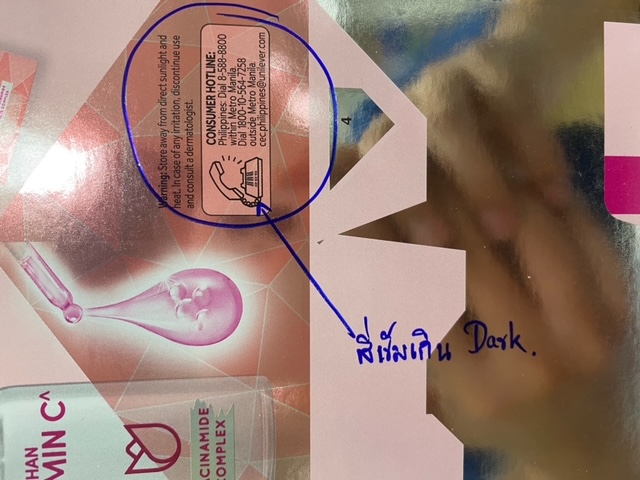 Warning: Store away from direct sunlight and
heat. In case of any irritation, discontinue use
and consult a dermatologist.
CONSUMER HOTLINE:
Philippines: Dial 8-588-8800
within Metro Manila
Dial 1800-10-564-7258
outside Metro Manila
cec.philippines@unilever.com
4
สีเข้มเกิน Dark.
HAN
MIN C^
ACINAMIDE
COMPLEX